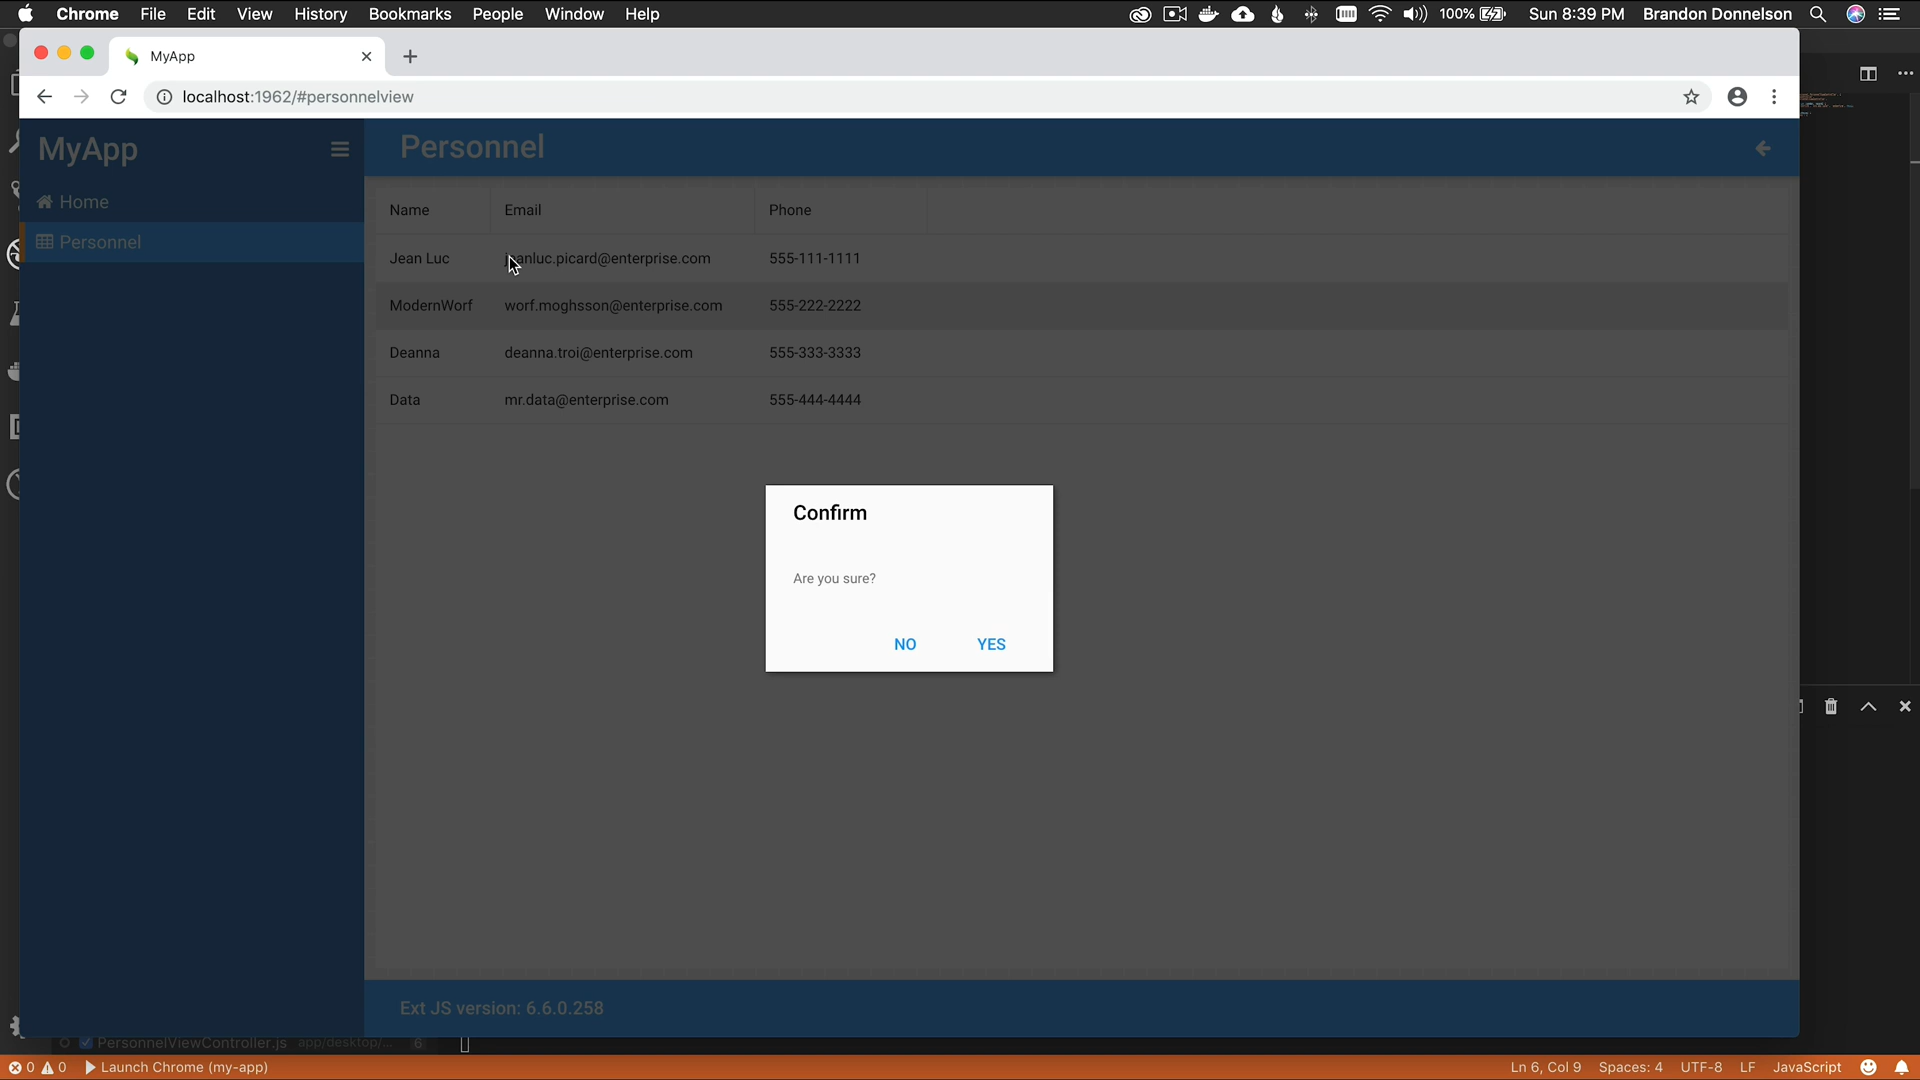 Chrome File Edit View History Bookmarks People Window Help 100% Sun 8:39 PM Brandon Donnelson
MyApp
localhost:1962/#personnelview
MyApp
Personnel
Home
Personnel
Name Email Phone
Jean Luc jeanluc.picard@enterprise.com 555-111-1111
ModernWorf worf.moghsson@enterprise.com 555-222-2222
Deanna deanna.troi@enterprise.com 555-333-3333
Data mr.data@enterprise.com 555-444-4444
Confirm
Are you sure?
NO YES
Ext JS version: 6.6.0.258
PersonnelViewController.js app/desktop/... 6
0 0 Launch Chrome (my-app) Ln 6, Col 9 Spaces: 4 UTF-8 LF JavaScript